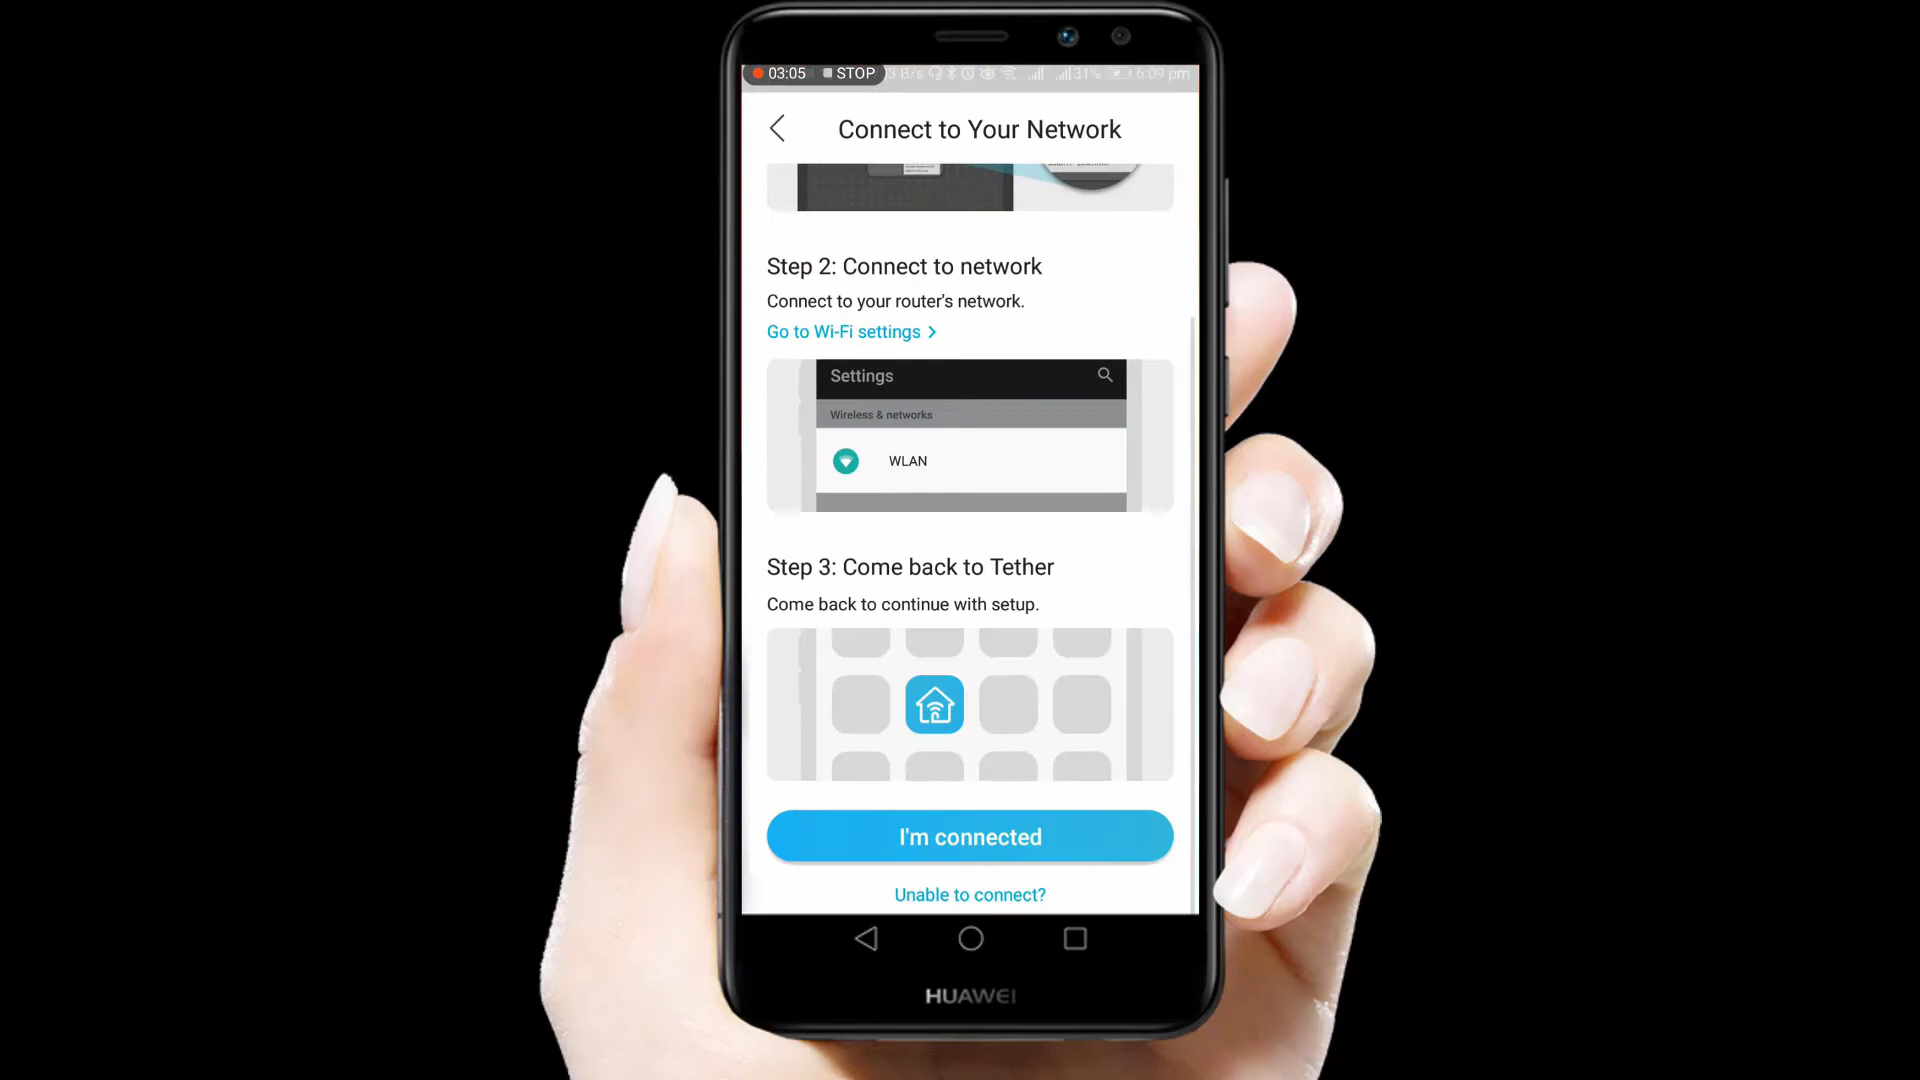 03:05 STOP 3 B/s 31% 6:09 pm
Connect to Your Network
Step 2: Connect to network
Connect to your router's network.
Go to Wi-Fi settings >
Settings
Wireless & networks
WLAN
Step 3: Come back to Tether
Come back to continue with setup.
I'm connected
Unable to connect?
HUAWEI